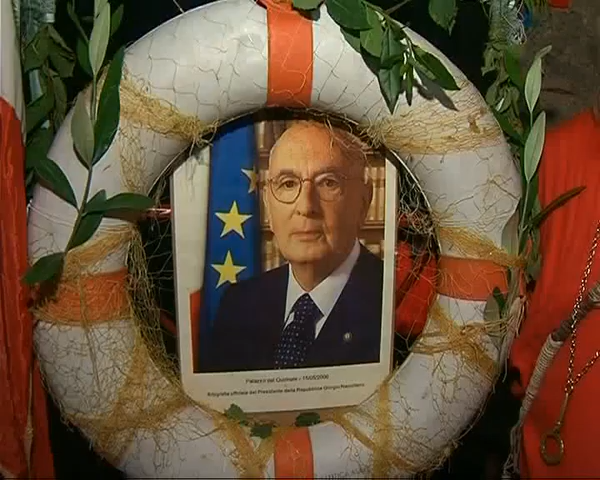 Palazzo del Quirinale - 15/05/2006
fotografia ufficiale del Presidente della Repubblica Giorgio Napolitano